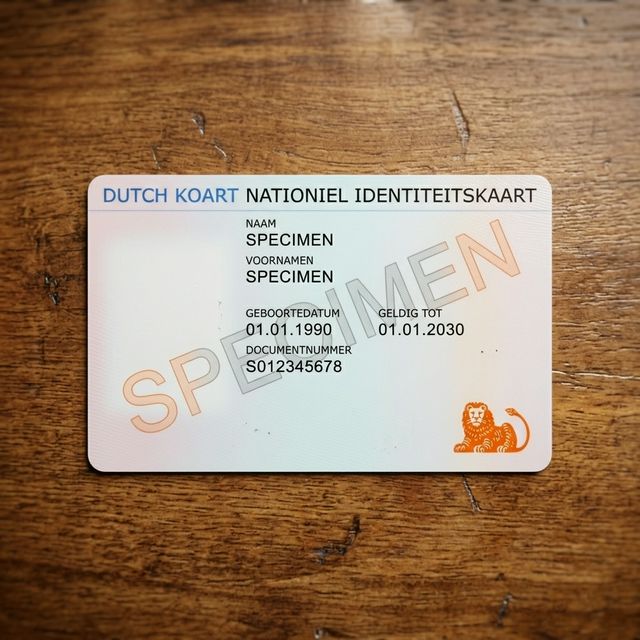 DUTCH KOART NATIONIEL IDENTITEITSKAART
NAAM
SPECIMEN
VOORNAMEN
SPECIMEN
GEBOORTEDATUM GELDIG TOT
01.01.1990 01.01.2030
DOCUMENTNUMMER
S012345678
SPECIMEN